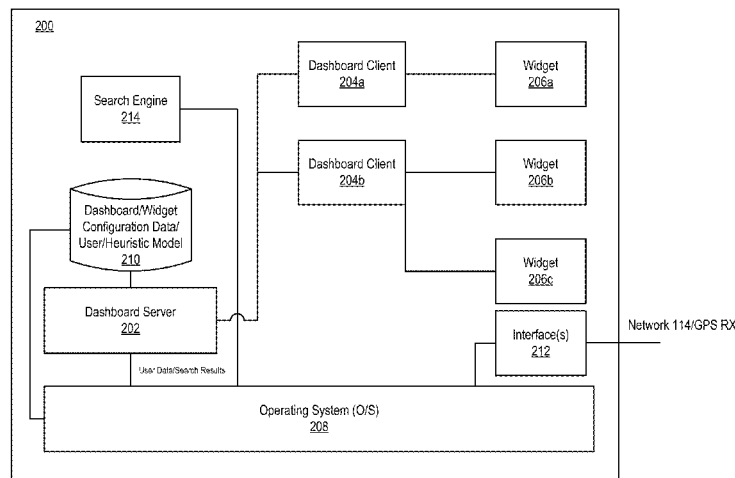 200
Dashboard Client
204a
Widget
206a
Search Engine
214
Dashboard Client
204b
Widget
206b
Dashboard/Widget
Configuration Data/
User/Heuristic Model
210
Widget
206c
Dashboard Server
202
Interface(s)
212
Network 114/GPS RX
User Data/Search Results
Operating System (O/S)
208